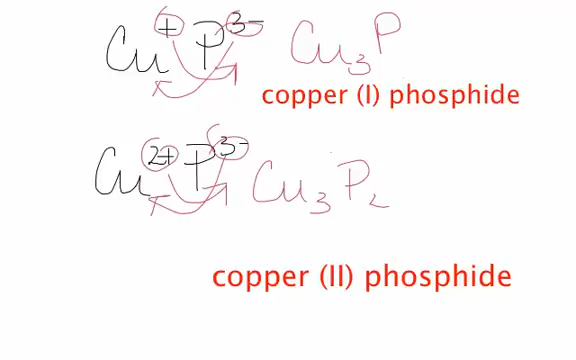 Cu⁺ P³⁻ Cu₃P
copper (I) phosphide
Cu²⁺ P³⁻ Cu₃P₂
copper (II) phosphide